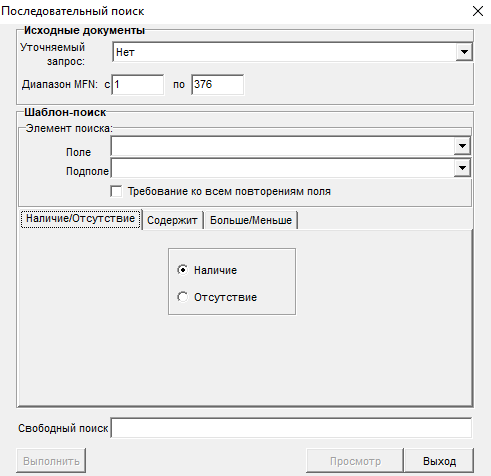 Последовательный поиск
Исходные документы
Уточняемый
запрос:
Нет
Диапазон MFN: с 1 по 376
Шаблон-поиск
Элемент поиска:
Поле
Подполе
Требование ко всем повторениям поля
Наличие/Отсутствие Содержит Больше/Меньше
Наличие
Отсутствие
Свободный поиск
Выполнить Просмотр Выход